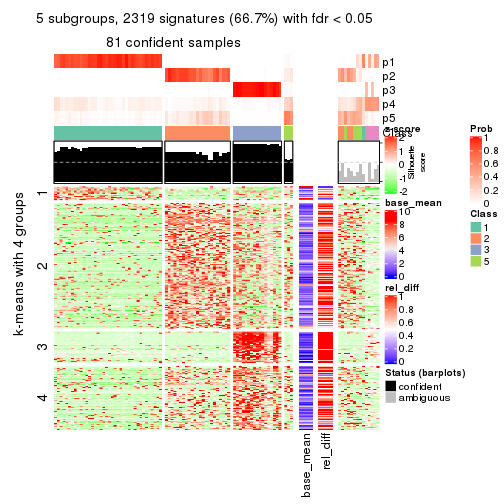 5 subgroups, 2319 signatures (66.7%) with fdr < 0.05
81 confident samples
p1
p2
p3
p4
p5
Class
Silhouette
score
k-means with 4 groups
1
2
3
4
base_mean
rel_diff
z-score
2
1
0
-1
-2
base_mean
10
8
6
4
2
0
rel_diff
1
0.8
0.6
0.4
0.2
0
Status (barplots)
confident
ambiguous
Prob
1
0.8
0.6
0.4
0.2
0
Class
1
2
3
5